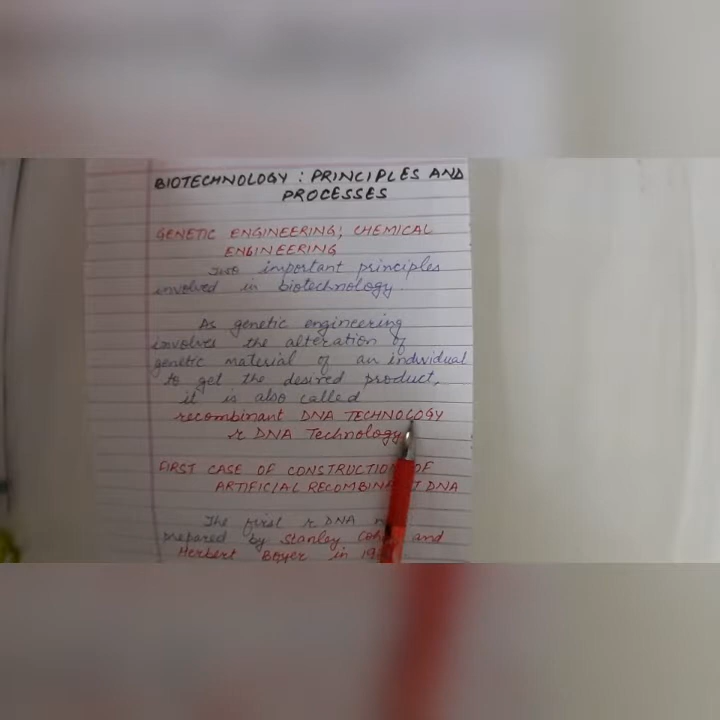 BIOTECHNOLOGY : PRINCIPLES AND
PROCESSES
GENETIC ENGINEERING; CHEMICAL
ENGINEERING
Two important principles
involved in biotechnology.
As genetic engineering
involves the alteration of
genetic material of an individual
to get the desired product,
it is also called
recombinant DNA TECHNOLOGY
r DNA Technology
FIRST CASE OF CONSTRUCTION OF
ARTIFICIAL RECOMBINANT DNA
The first r DNA
prepared by Stanley and
Herbert Boyer in